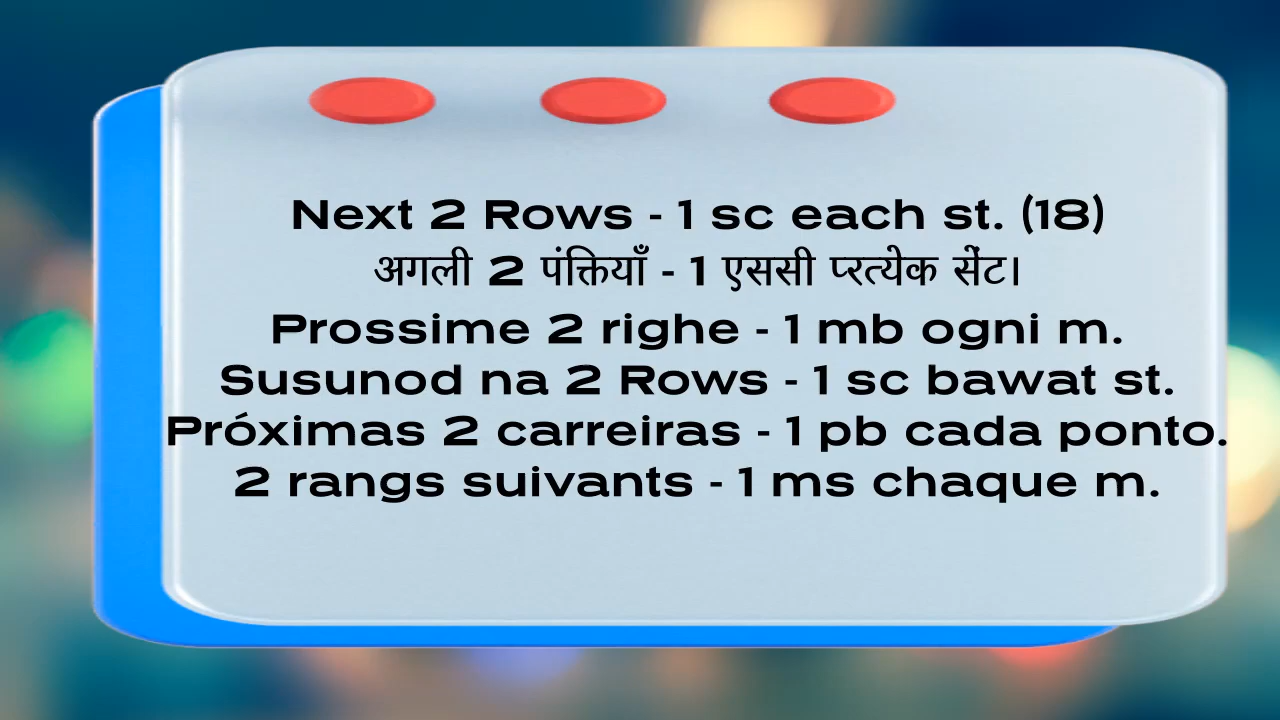 Next 2 Rows - 1 sc each st. (18)
अगली 2 पंक्तियाँ - 1 एससी प्रत्येक सेंट।
Prossime 2 righe - 1 mb ogni m.
Susunod na 2 Rows - 1 sc bawat st.
Próximas 2 carreiras - 1 pb cada ponto.
2 rangs suivants - 1 ms chaque m.